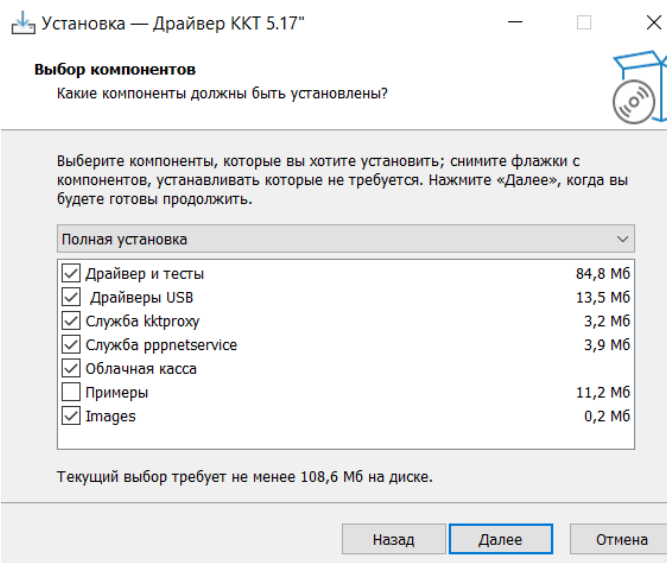 Установка — Драйвер ККТ 5.17"
Выбор компонентов
Какие компоненты должны быть установлены?
Выберите компоненты, которые вы хотите установить; снимите флажки с
компонентов, устанавливать которые не требуется. Нажмите «Далее», когда вы
будете готовы продолжить.
Полная установка
Драйвер и тесты 84,8 Мб
Драйверы USB 13,5 Мб
Служба kktproxy 3,2 Мб
Служба pppnetservice 3,9 Мб
Облачная касса
Примеры 11,2 Мб
Images 0,2 Мб
Текущий выбор требует не менее 108,6 Мб на диске.
Назад Далее Отмена